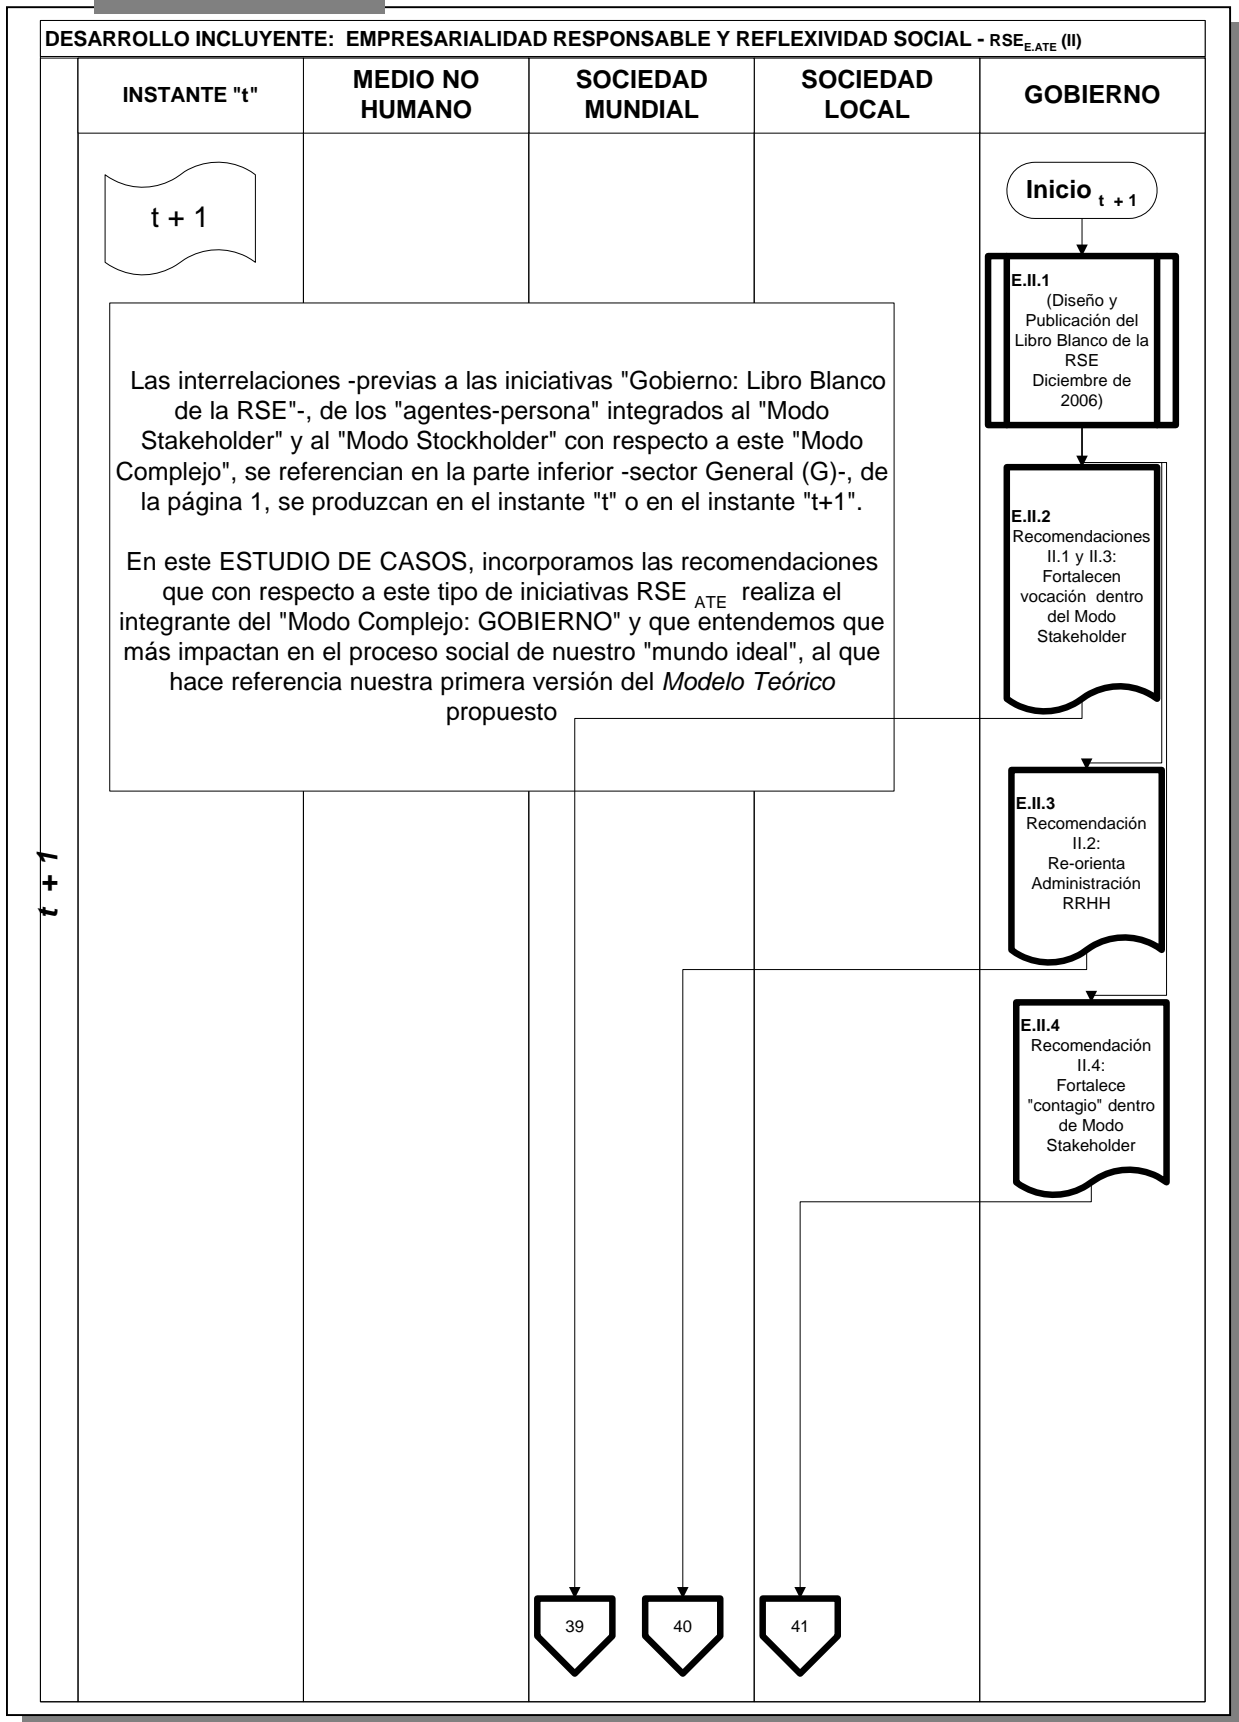 DESARROLLO INCLUYENTE: EMPRESARIALIDAD RESPONSABLE Y REFLEXIVIDAD SOCIAL - RSE E.ATE (II)
INSTANTE "t"
MEDIO NO
HUMANO
SOCIEDAD
MUNDIAL
SOCIEDAD
LOCAL
GOBIERNO
t + 1
t + 1
Las interrelaciones -previas a las iniciativas "Gobierno: Libro Blanco
de la RSE"-, de los "agentes-persona" integrados al "Modo
Stakeholder" y al "Modo Stockholder" con respecto a este "Modo
Complejo", se referencian en la parte inferior -sector General (G)-, de
la página 1, se produzcan en el instante "t" o en el instante "t+1".
En este ESTUDIO DE CASOS, incorporamos las recomendaciones
que con respecto a este tipo de iniciativas RSE ATE realiza el
integrante del "Modo Complejo: GOBIERNO" y que entendemos que
más impactan en el proceso social de nuestro "mundo ideal", al que
hace referencia nuestra primera versión del Modelo Teórico
propuesto
Inicio t + 1
E.II.1
(Diseño y
Publicación del
Libro Blanco de la
RSE
Diciembre de
2006)
E.II.2
Recomendaciones
II.1 y II.3:
Fortalecen
vocación dentro
del Modo
Stakeholder
E.II.3
Recomendación
II.2:
Re-orienta
Administración
RRHH
E.II.4
Recomendación
II.4:
Fortalece
"contagio" dentro
de Modo
Stakeholder
39
40
41